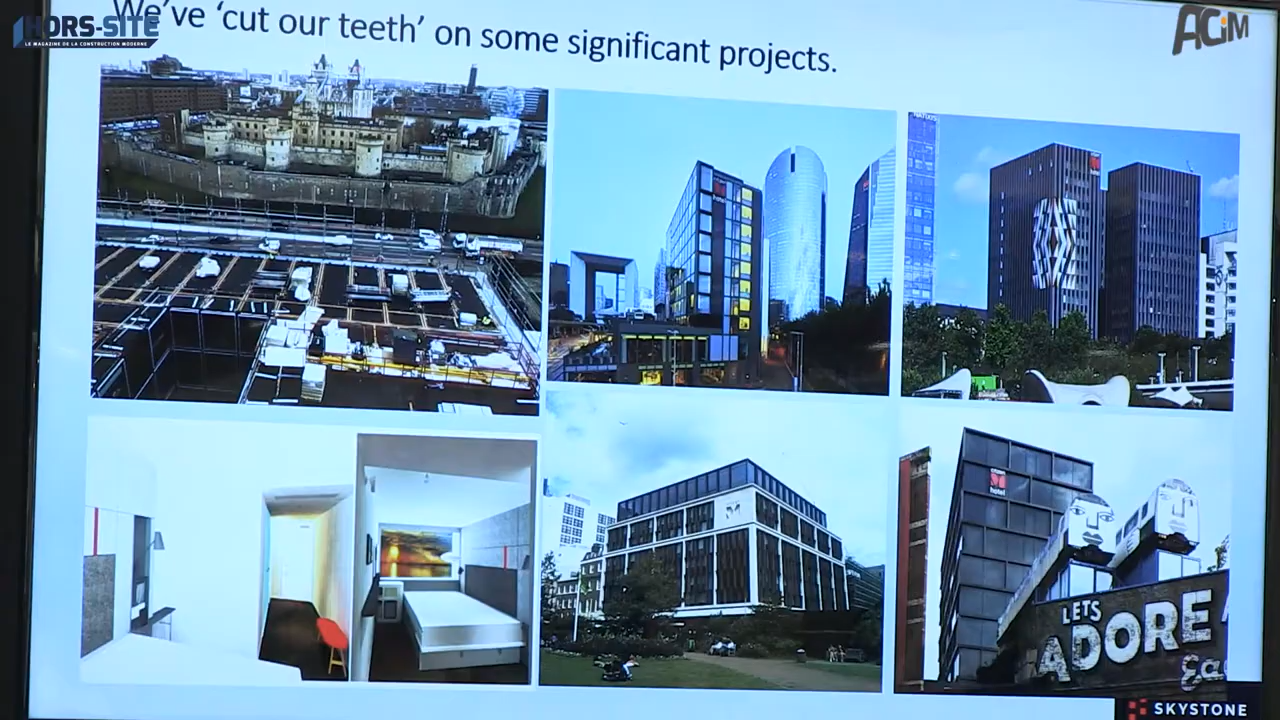 We've 'cut our teeth' on some significant projects.
HORS-SITE
LE MAGAZINE DE LA CONSTRUCTION MODERNE
ACIM
hotel
LETS
ADORE
SKYSTONE